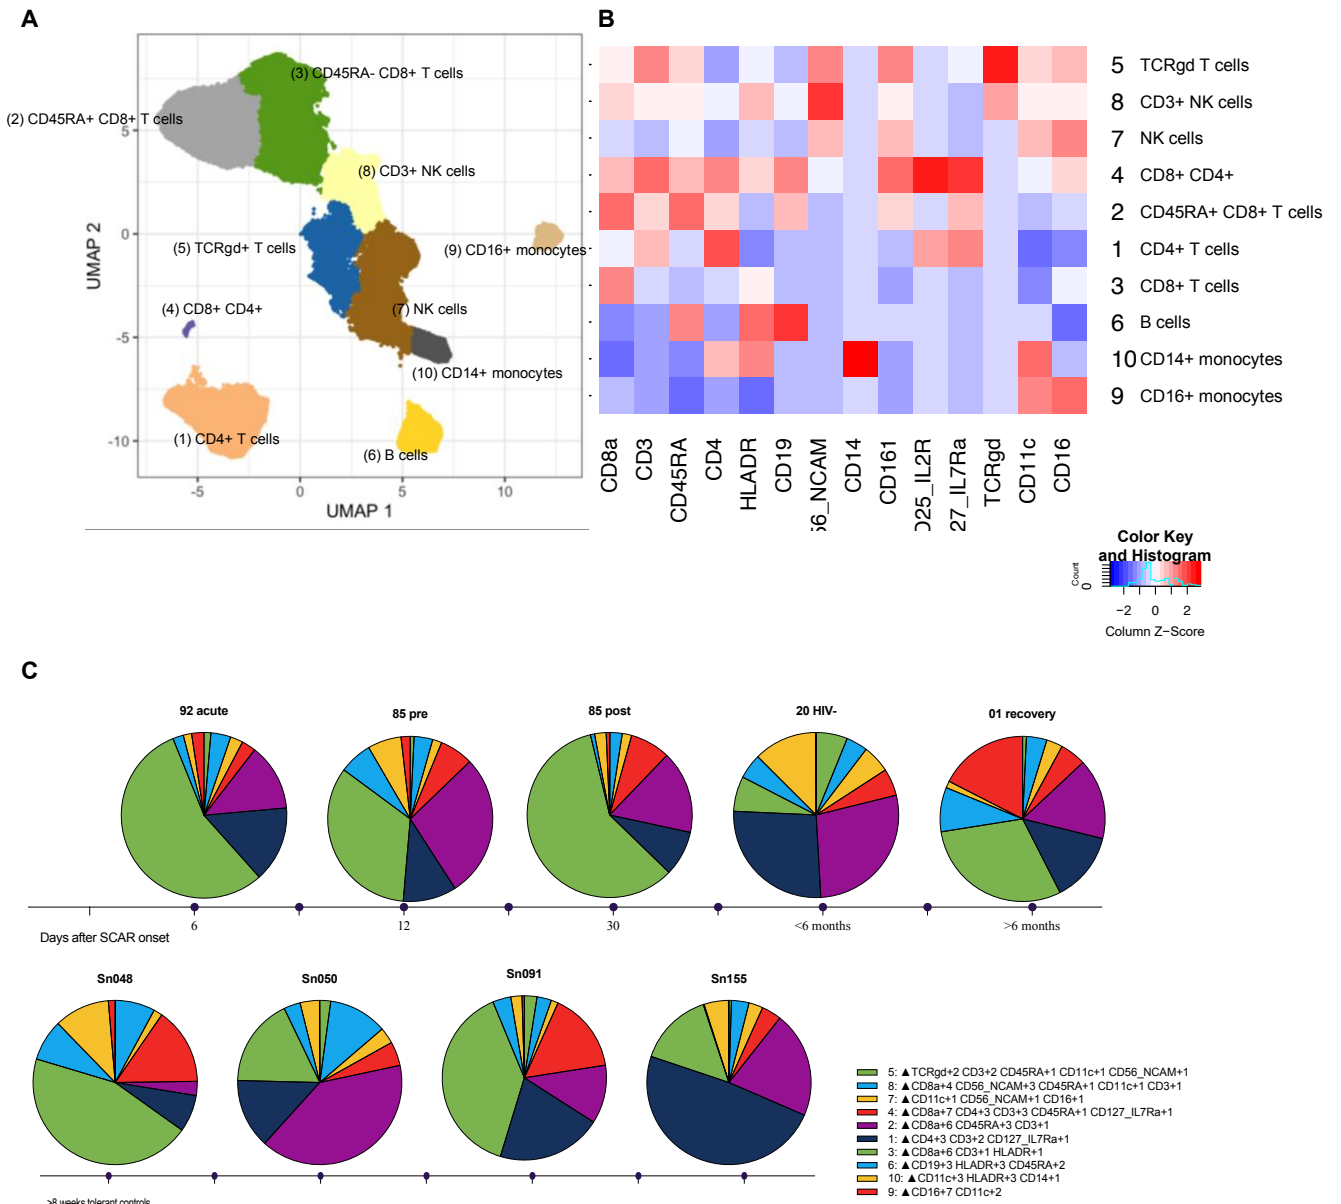 A
(3) CD45RA- CD8+ T cells
(2) CD45RA+ CD8+ T cells
(8) CD3+ NK cells
(5) TCRgd+ T cells
(9) CD16+ monocytes
(4) CD8+ CD4+
(7) NK cells
(10) CD14+ monocytes
(1) CD4+ T cells
(6) B cells
5
0
-5
-10
UMAP 2
-5
0
5
10
UMAP 1
B
5 TCRgd T cells
8 CD3+ NK cells
7 NK cells
4 CD8+ CD4+
2 CD45RA+ CD8+ T cells
1 CD4+ T cells
3 CD8+ T cells
6 B cells
10 CD14+ monocytes
9 CD16+ monocytes
CD8a
CD3
CD45RA
CD4
HLADR
CD19
56_NCAM
CD14
CD161
D25_IL2R
27_IL7Ra
TCRgd
CD11c
CD16
Color Key
and Histogram
Count
0
−2 0 2
Column Z−Score
C
92 acute
85 pre
85 post
20 HIV-
01 recovery
Days after SCAR onset
6
12
30
<6 months
>6 months
Sn048
Sn050
Sn091
Sn155
>8 weeks tolerant controls
5: ▲TCRgd+2 CD3+2 CD45RA+1 CD11c+1 CD56_NCAM+1
8: ▲CD8a+4 CD56_NCAM+3 CD45RA+1 CD11c+1 CD3+1
7: ▲CD11c+1 CD56_NCAM+1 CD16+1
4: ▲CD8a+7 CD4+3 CD3+3 CD45RA+1 CD127_IL7Ra+1
2: ▲CD8a+6 CD45RA+3 CD3+1
1: ▲CD4+3 CD3+2 CD127_IL7Ra+1
3: ▲CD8a+6 CD3+1 HLADR+1
6: ▲CD19+3 HLADR+3 CD45RA+2
10: ▲CD11c+3 HLADR+3 CD14+1
9: ▲CD16+7 CD11c+2